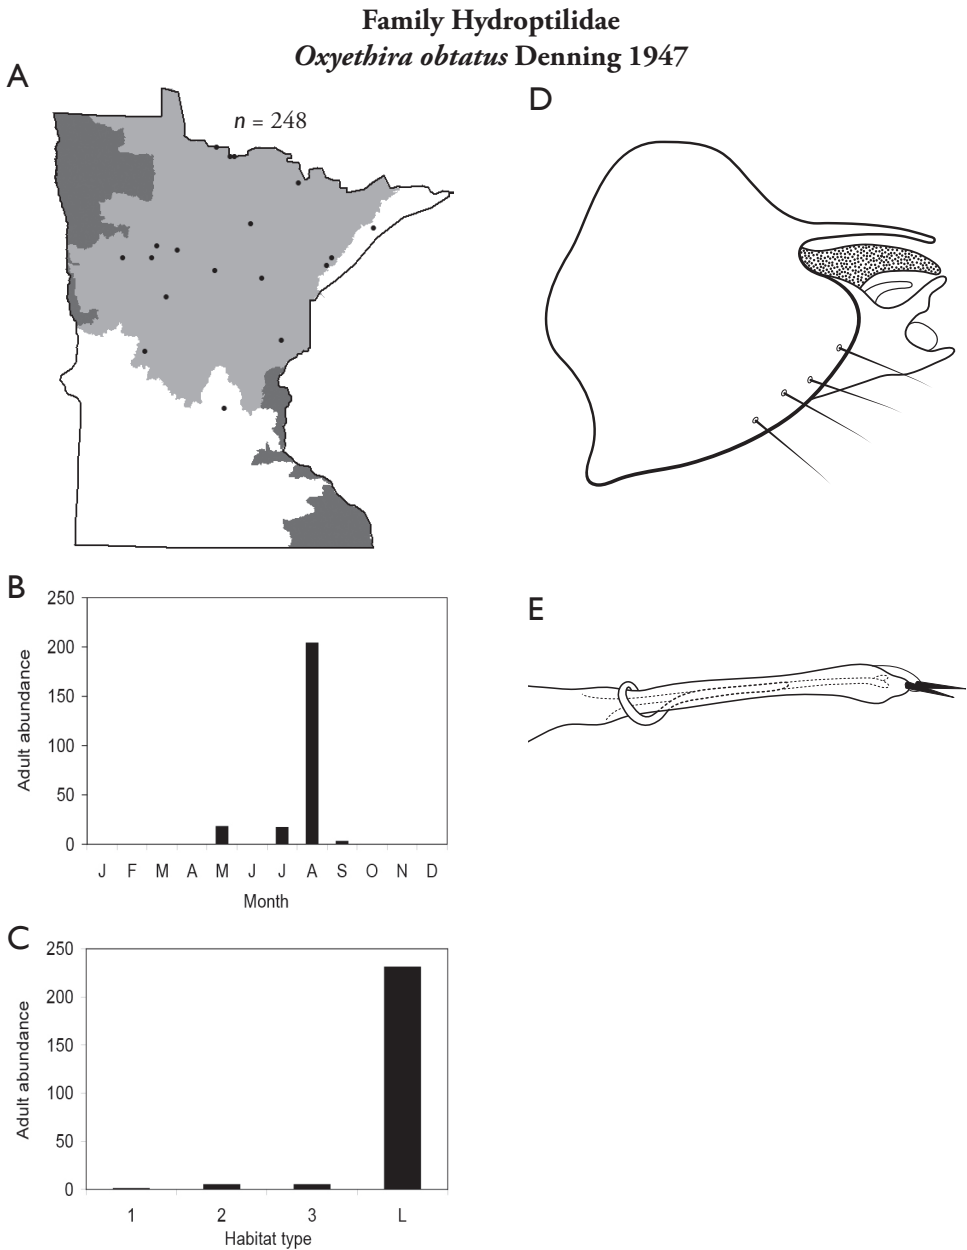 Family Hydroptilidae
Oxyethira obtatus Denning 1947
A
n = 248
D
B
250
200
150
100
50
0
Adult abundance
J F M A M J J A S O N D
Month
E
C
250
200
150
100
50
0
Adult abundance
1 2 3 L
Habitat type